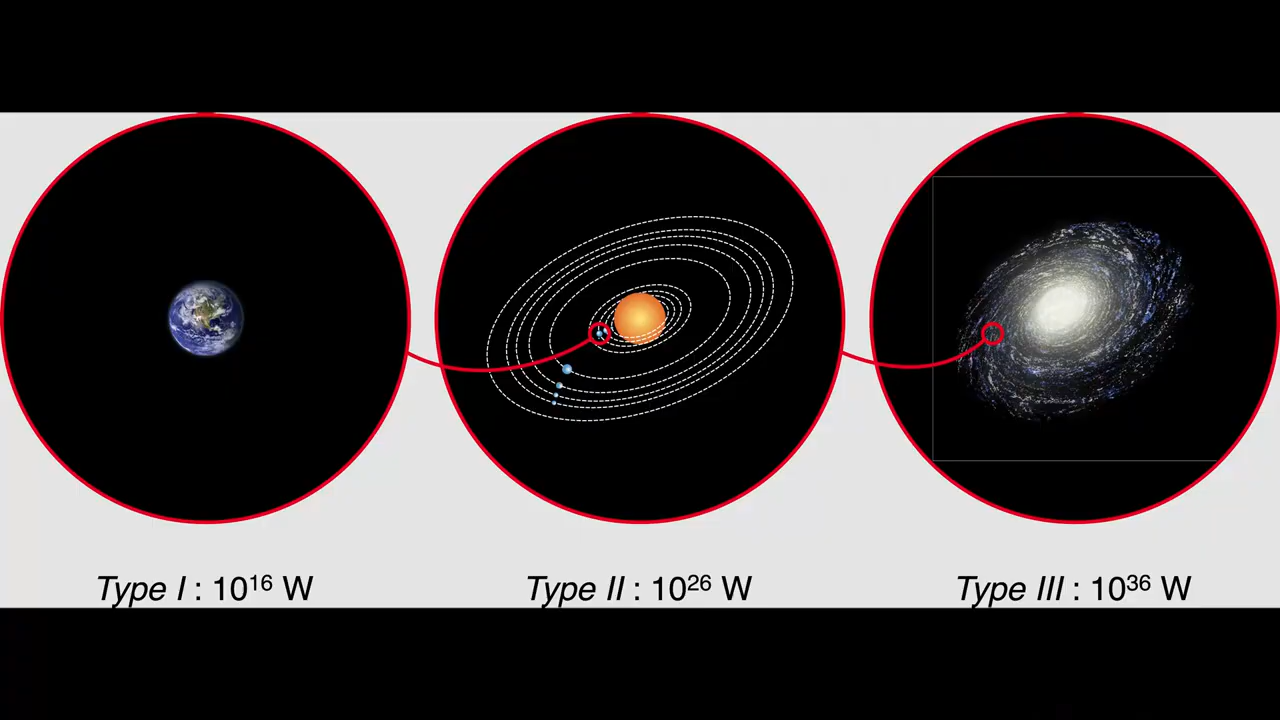 Type I : 10¹⁶ W
Type II : 10²⁶ W
Type III : 10³⁶ W